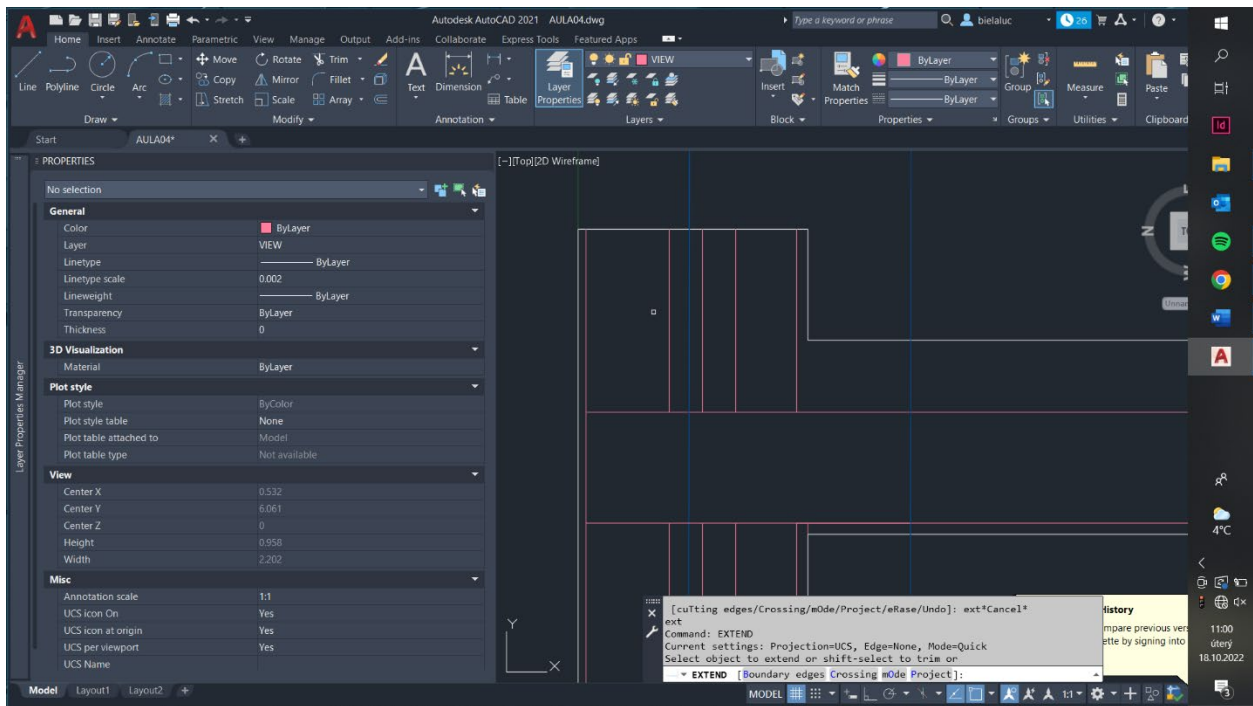 Autodesk AutoCAD 2021 AULA04.dwg
Type a keyword or phrase
bielaluc
26
Home Insert Annotate Parametric View Manage Output Add-ins Collaborate Express Tools Featured Apps
Line Polyline Circle Arc
Move Rotate Trim
Copy Mirror Fillet
Stretch Scale Array
Text Dimension
Table
Layer Properties
VIEW
Insert
Match Properties
ByLayer
ByLayer
ByLayer
Group
Measure
Paste
Draw Modify Annotation Layers Block Properties Groups Utilities Clipboard
Start AULA04*
PROPERTIES
[-][Top][2D Wireframe]
No selection
General
Color ByLayer
Layer VIEW
Linetype ByLayer
Linetype scale 0.002
Lineweight ByLayer
Transparency ByLayer
Thickness 0
3D Visualization
Material ByLayer
Plot style
Plot style ByColor
Plot style table None
Plot table attached to Model
Plot table type Not available
View
Center X 0.532
Center Y 6.061
Center Z 0
Height 0.958
Width 2.202
Misc
Annotation scale 1:1
UCS icon On Yes
UCS icon at origin Yes
UCS per viewport Yes
UCS Name
Layer Properties Manager
N
Y
X
[cuTting edges/Crossing/mOde/Project/eRase/Undo]: ext*Cancel*
ext
Command: EXTEND
Current settings: Projection=UCS, Edge=None, Mode=Quick
Select object to extend or shift-select to trim or
EXTEND [Boundary edges Crossing mOde Project]:
mpare previous vers
ette by signing into
Model Layout1 Layout2
MODEL
1:1
Id
W
A
4°C
11:00
úterý
18.10.2022
3